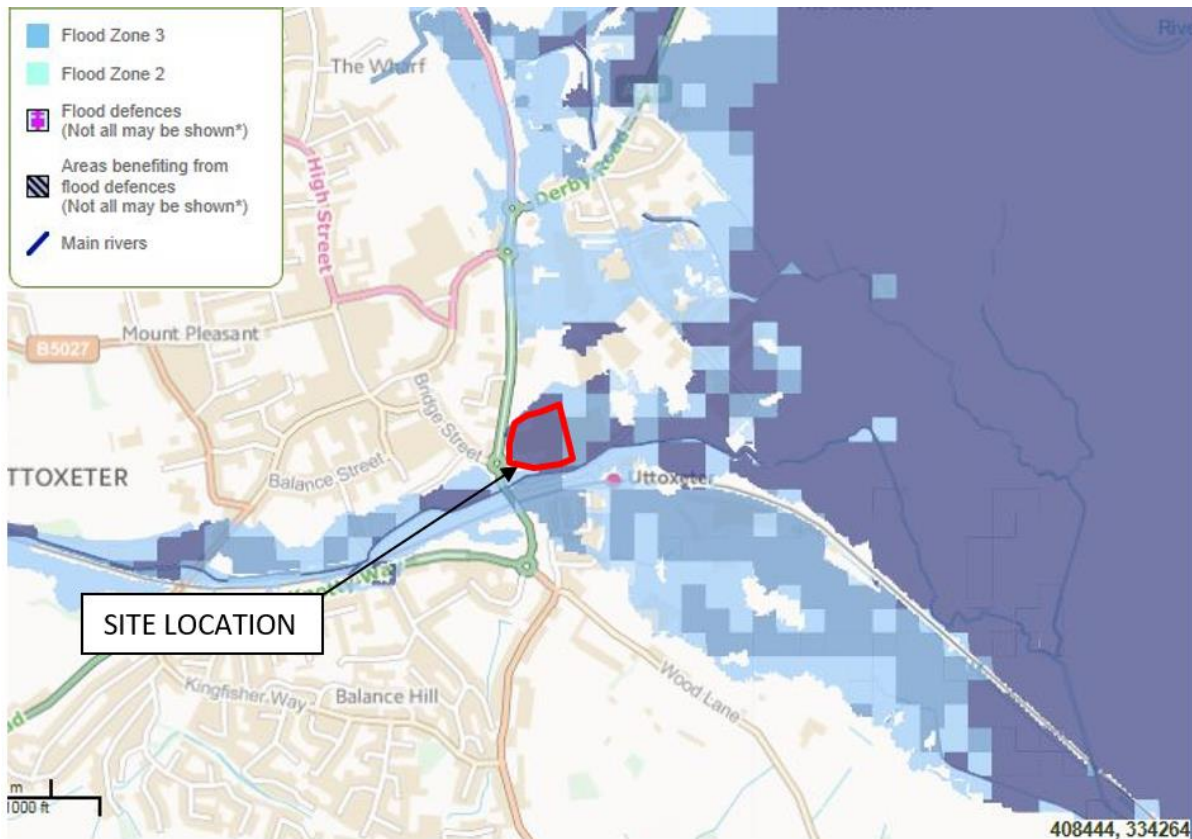 Flood Zone 3
Flood Zone 2
Flood defences
(Not all may be shown*)
Areas benefiting from
flood defences
(Not all may be shown*)
Main rivers
The Wharf
High Street
Derby Road
Mount Pleasant
B5027
Bridge Street
TTOXETER
Balance Street
Uttoxeter
SITE LOCATION
Kingfisher Way
Balance Hill
Wood Lane
m
1000 ft
408444, 334264